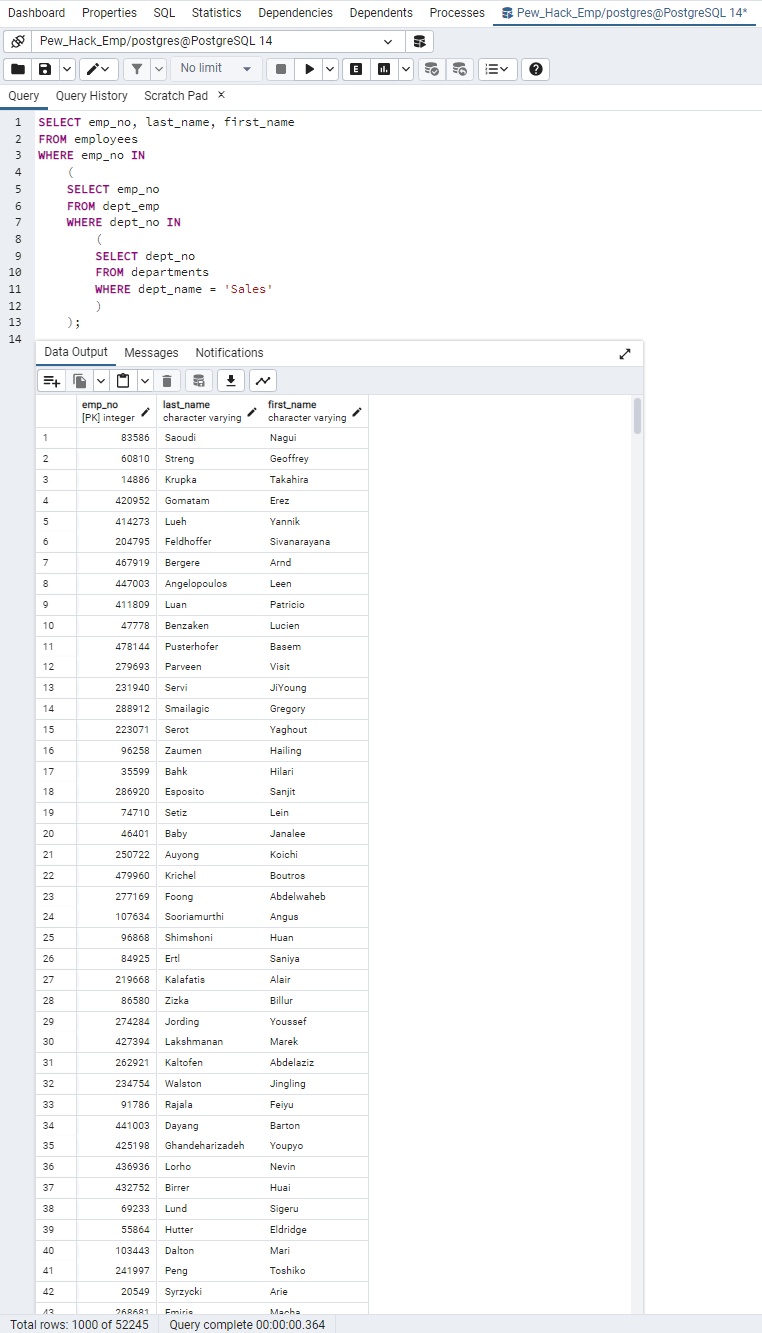 Dashboard Properties SQL Statistics Dependencies Dependents Processes Pew_Hack_Emp/postgres@PostgreSQL 14*
Pew_Hack_Emp/postgres@PostgreSQL 14
No limit E
Query Query History Scratch Pad ×
1 SELECT emp_no, last_name, first_name
2 FROM employees
3 WHERE emp_no IN
4 (
5 SELECT emp_no
6 FROM dept_emp
7 WHERE dept_no IN
8 (
9 SELECT dept_no
10 FROM departments
11 WHERE dept_name = 'Sales'
12 )
13 );
14
Data Output Messages Notifications
emp_no last_name first_name
[PK] integer character varying character varying
1 83586 Saoudi Nagui
2 60810 Streng Geoffrey
3 14886 Krupka Takahira
4 420952 Gomatam Erez
5 414273 Lueh Yannik
6 204795 Feldhoffer Sivanarayana
7 467919 Bergere Arnd
8 447003 Angelopoulos Leen
9 411809 Luan Patricio
10 47778 Benzaken Lucien
11 478144 Pusterhofer Basem
12 279693 Parveen Visit
13 231940 Servi JiYoung
14 288912 Smailagic Gregory
15 223071 Serot Yaghout
16 96258 Zaumen Hailing
17 35599 Bahk Hilari
18 286920 Esposito Sanjit
19 74710 Setiz Lein
20 46401 Baby Janalee
21 250722 Auyong Koichi
22 479960 Krichel Boutros
23 277169 Foong Abdelwaheb
24 107634 Sooriamurthi Angus
25 96868 Shimshoni Huan
26 84925 Ertl Saniya
27 219668 Kalafatis Alair
28 86580 Zizka Billur
29 274284 Jording Youssef
30 427394 Lakshmanan Marek
31 262921 Kaltofen Abdelaziz
32 234754 Walston Jingling
33 91786 Rajala Feiyu
34 441003 Dayang Barton
35 425198 Ghandeharizadeh Youpyo
36 436936 Lorho Nevin
37 432752 Birrer Huai
38 69233 Lund Sigeru
39 55864 Hutter Eldridge
40 103443 Dalton Mari
41 241997 Peng Toshiko
42 20549 Syrzycki Arie
43 268681 Emiris Macha
Total rows: 1000 of 52245 Query complete 00:00:00.364